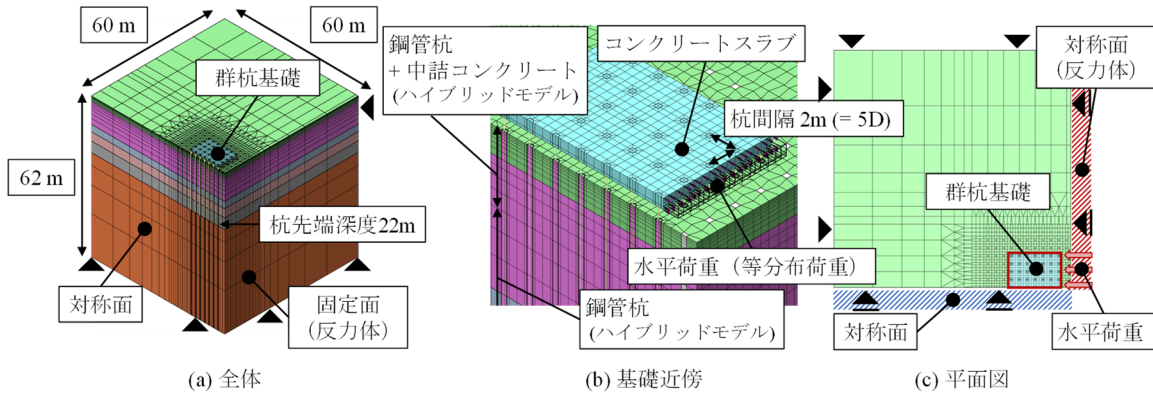 60 m
60 m
群杭基礎
62 m
杭先端深度22m
対称面
固定面
(反力体)
(a) 全体
鋼管杭
+ 中詰コンクリート
(ハイブリッドモデル)
コンクリートスラブ
杭間隔 2m (= 5D)
水平荷重（等分布荷重）
鋼管杭
(ハイブリッドモデル)
(b) 基礎近傍
対称面
(反力体)
群杭基礎
対称面
水平荷重
(c) 平面図